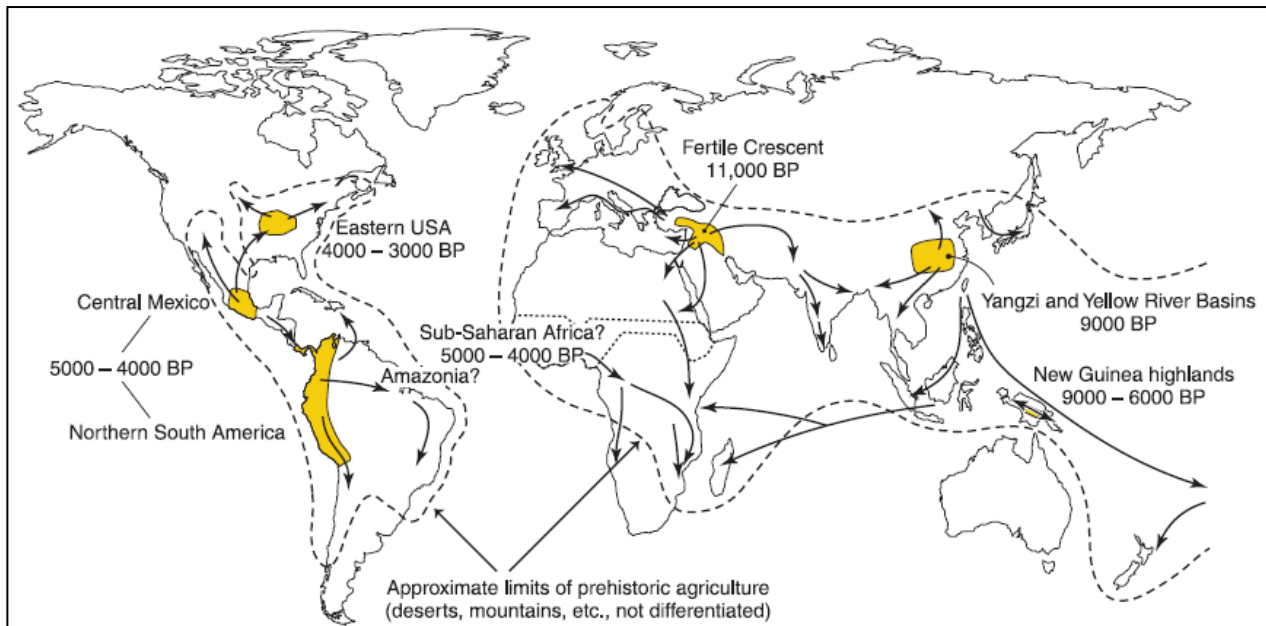 Fertile Crescent
11,000 BP
Eastern USA
4000 – 3000 BP
Central Mexico
5000 – 4000 BP
Northern South America
Sub-Saharan Africa?
5000 – 4000 BP
Amazonia?
Yangzi and Yellow River Basins
9000 BP
New Guinea highlands
9000 – 6000 BP
Approximate limits of prehistoric agriculture
(deserts, mountains, etc., not differentiated)